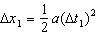 Δx₁ = 1/2 a(Δt₁)²